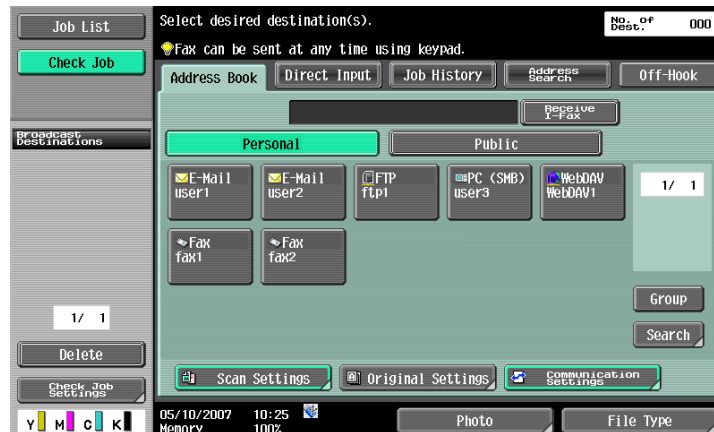 Job List
Check Job
Broadcast
Destinations
1/ 1
Delete
Check Job
Settings
Y M C K
Select desired destination(s).
No. of
Dest. 000
Fax can be sent at any time using keypad.
Address Book
Direct Input
Job History
Address
Search
Off-Hook
Receive
I-Fax
Personal
Public
E-Mail
user1
E-Mail
user2
FTP
ftp1
PC (SMB)
user3
WebDAV
WebDAV1
1/ 1
Fax
fax1
Fax
fax2
Group
Search
Scan Settings
Original Settings
Communication
Settings
05/10/2007 10:25
Memory 100%
Photo
File Type